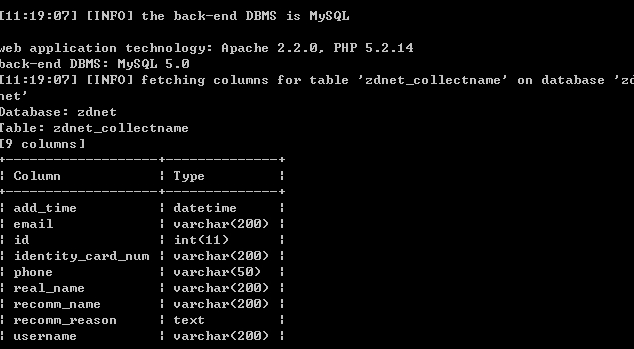 [11:19:07] [INFO] the back-end DBMS is MySQL
web application technology: Apache 2.2.0, PHP 5.2.14
back-end DBMS: MySQL 5.0
[11:19:07] [INFO] fetching columns for table 'zdnet_collectname' on database 'zd
net'
Database: zdnet
Table: zdnet_collectname
[9 columns]
+-------------------+--------------+
¦ Column            ¦ Type         ¦
+-------------------+--------------+
¦ add_time          ¦ datetime     ¦
¦ email             ¦ varchar(200) ¦
¦ id                ¦ int(11)      ¦
¦ identity_card_num ¦ varchar(200) ¦
¦ phone             ¦ varchar(50)  ¦
¦ real_name         ¦ varchar(200) ¦
¦ recomm_name       ¦ varchar(200) ¦
¦ recomm_reason     ¦ text         ¦
¦ username          ¦ varchar(200) ¦